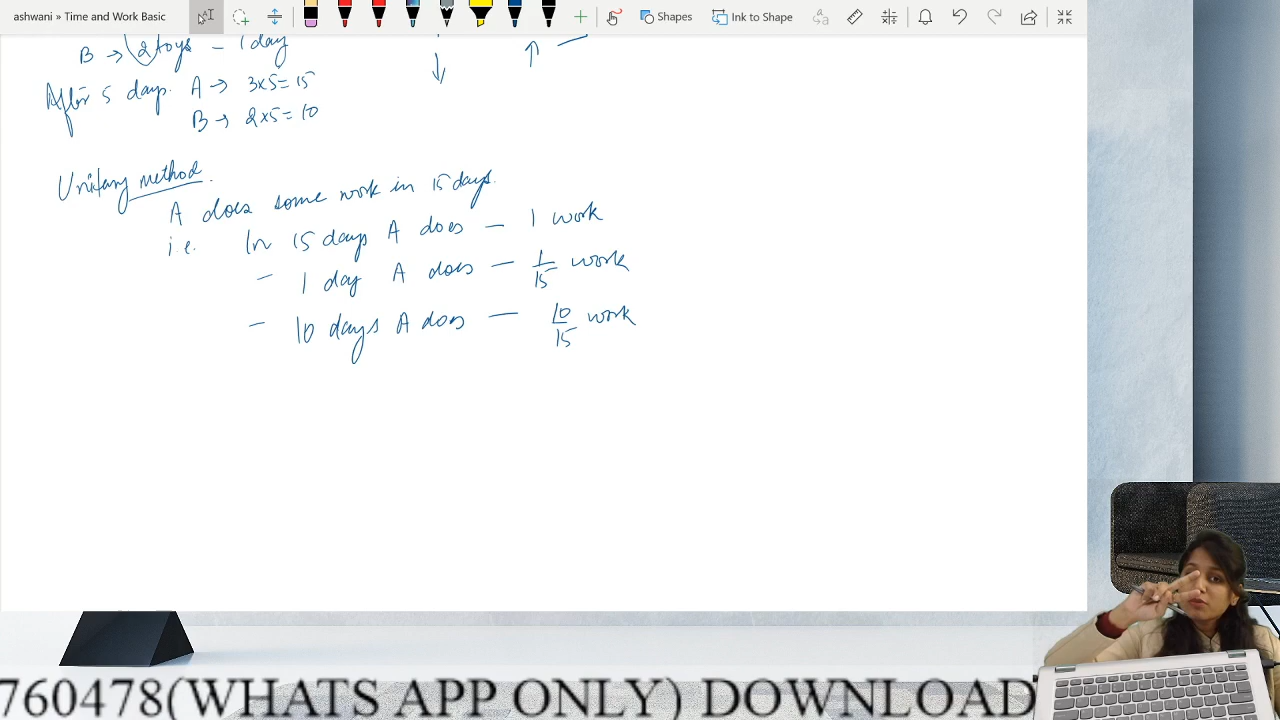 ashwani » Time and Work Basic
Shapes
Ink to Shape
B → 2 toys - 1 day
After 5 days. A → 3×5=15
B → 2×5=10
Unitary method.
A does some work in 15 days.
i.e. In 15 days A does — 1 work
- 1 day A does — 1/15 work
- 10 days A does — 10/15 work
760478(WHATS APP ONLY) DOWNLOAD